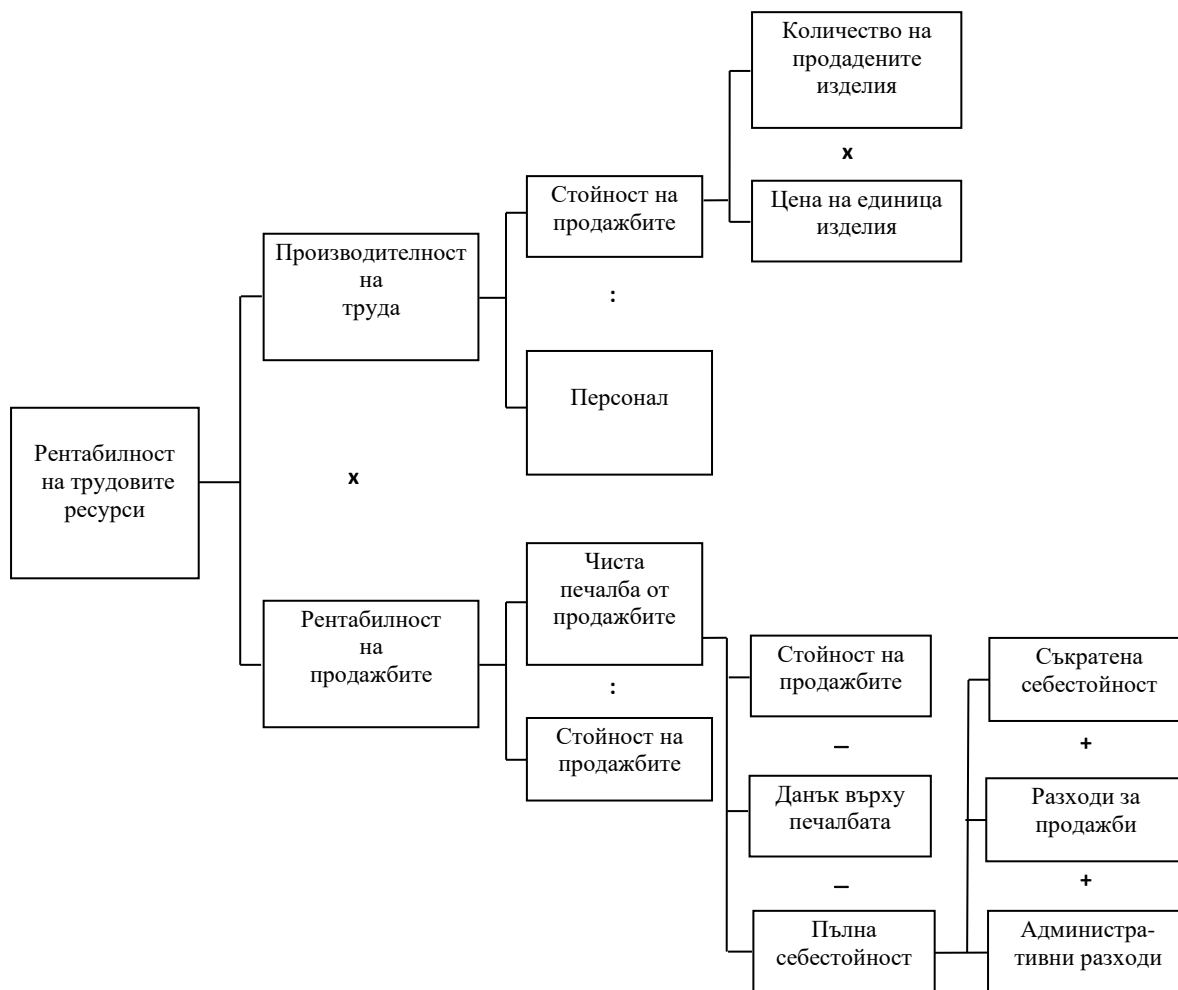 Количество на
продадените
изделия
x
Цена на единица
изделия
Стойност на
продажбите
:
Персонал
Производителност
на
труда
x
Рентабилност
на трудовите
ресурси
Рентабилност
на
продажбите
Чиста
печалба от
продажбите
:
Стойност на
продажбите
Стойност на
продажбите
–
Данък върху
печалбата
–
Пълна
себестойност
Съкратена
себестойност
+
Разходи за
продажби
+
Администра-
тивни разходи